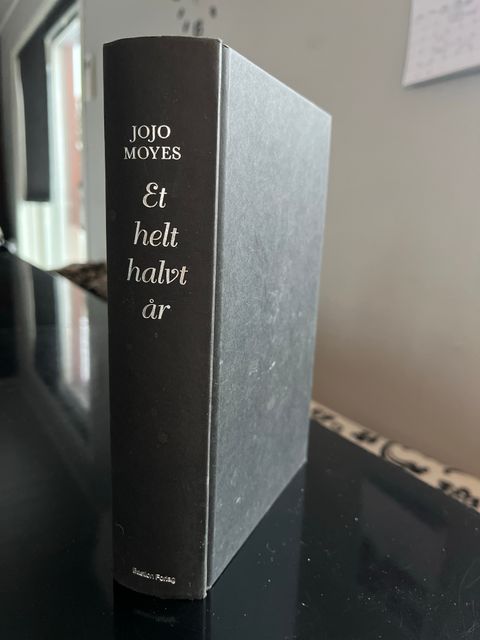 JOJO
MOYES
Et
helt
halvt
år
Bastion Forlag